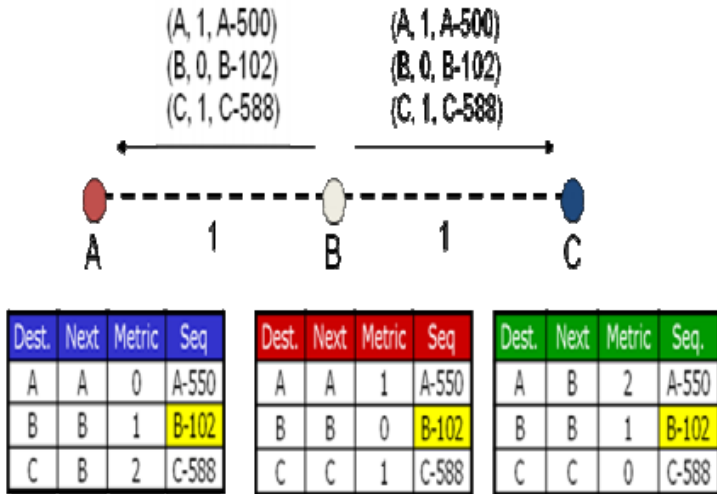 (A, 1, A-500) (A, 1, A-500)
(B, 0, B-102) (B, 0, B-102)
(C, 1, C-588) (C, 1, C-588)
1 1
A B C
Dest. Next Metric Seq
A A 0 A-550
B B 1 B-102
C B 2 C-588
Dest. Next Metric Seq
A A 1 A-550
B B 0 B-102
C C 1 C-588
Dest. Next Metric Seq.
A B 2 A-550
B B 1 B-102
C C 0 C-588